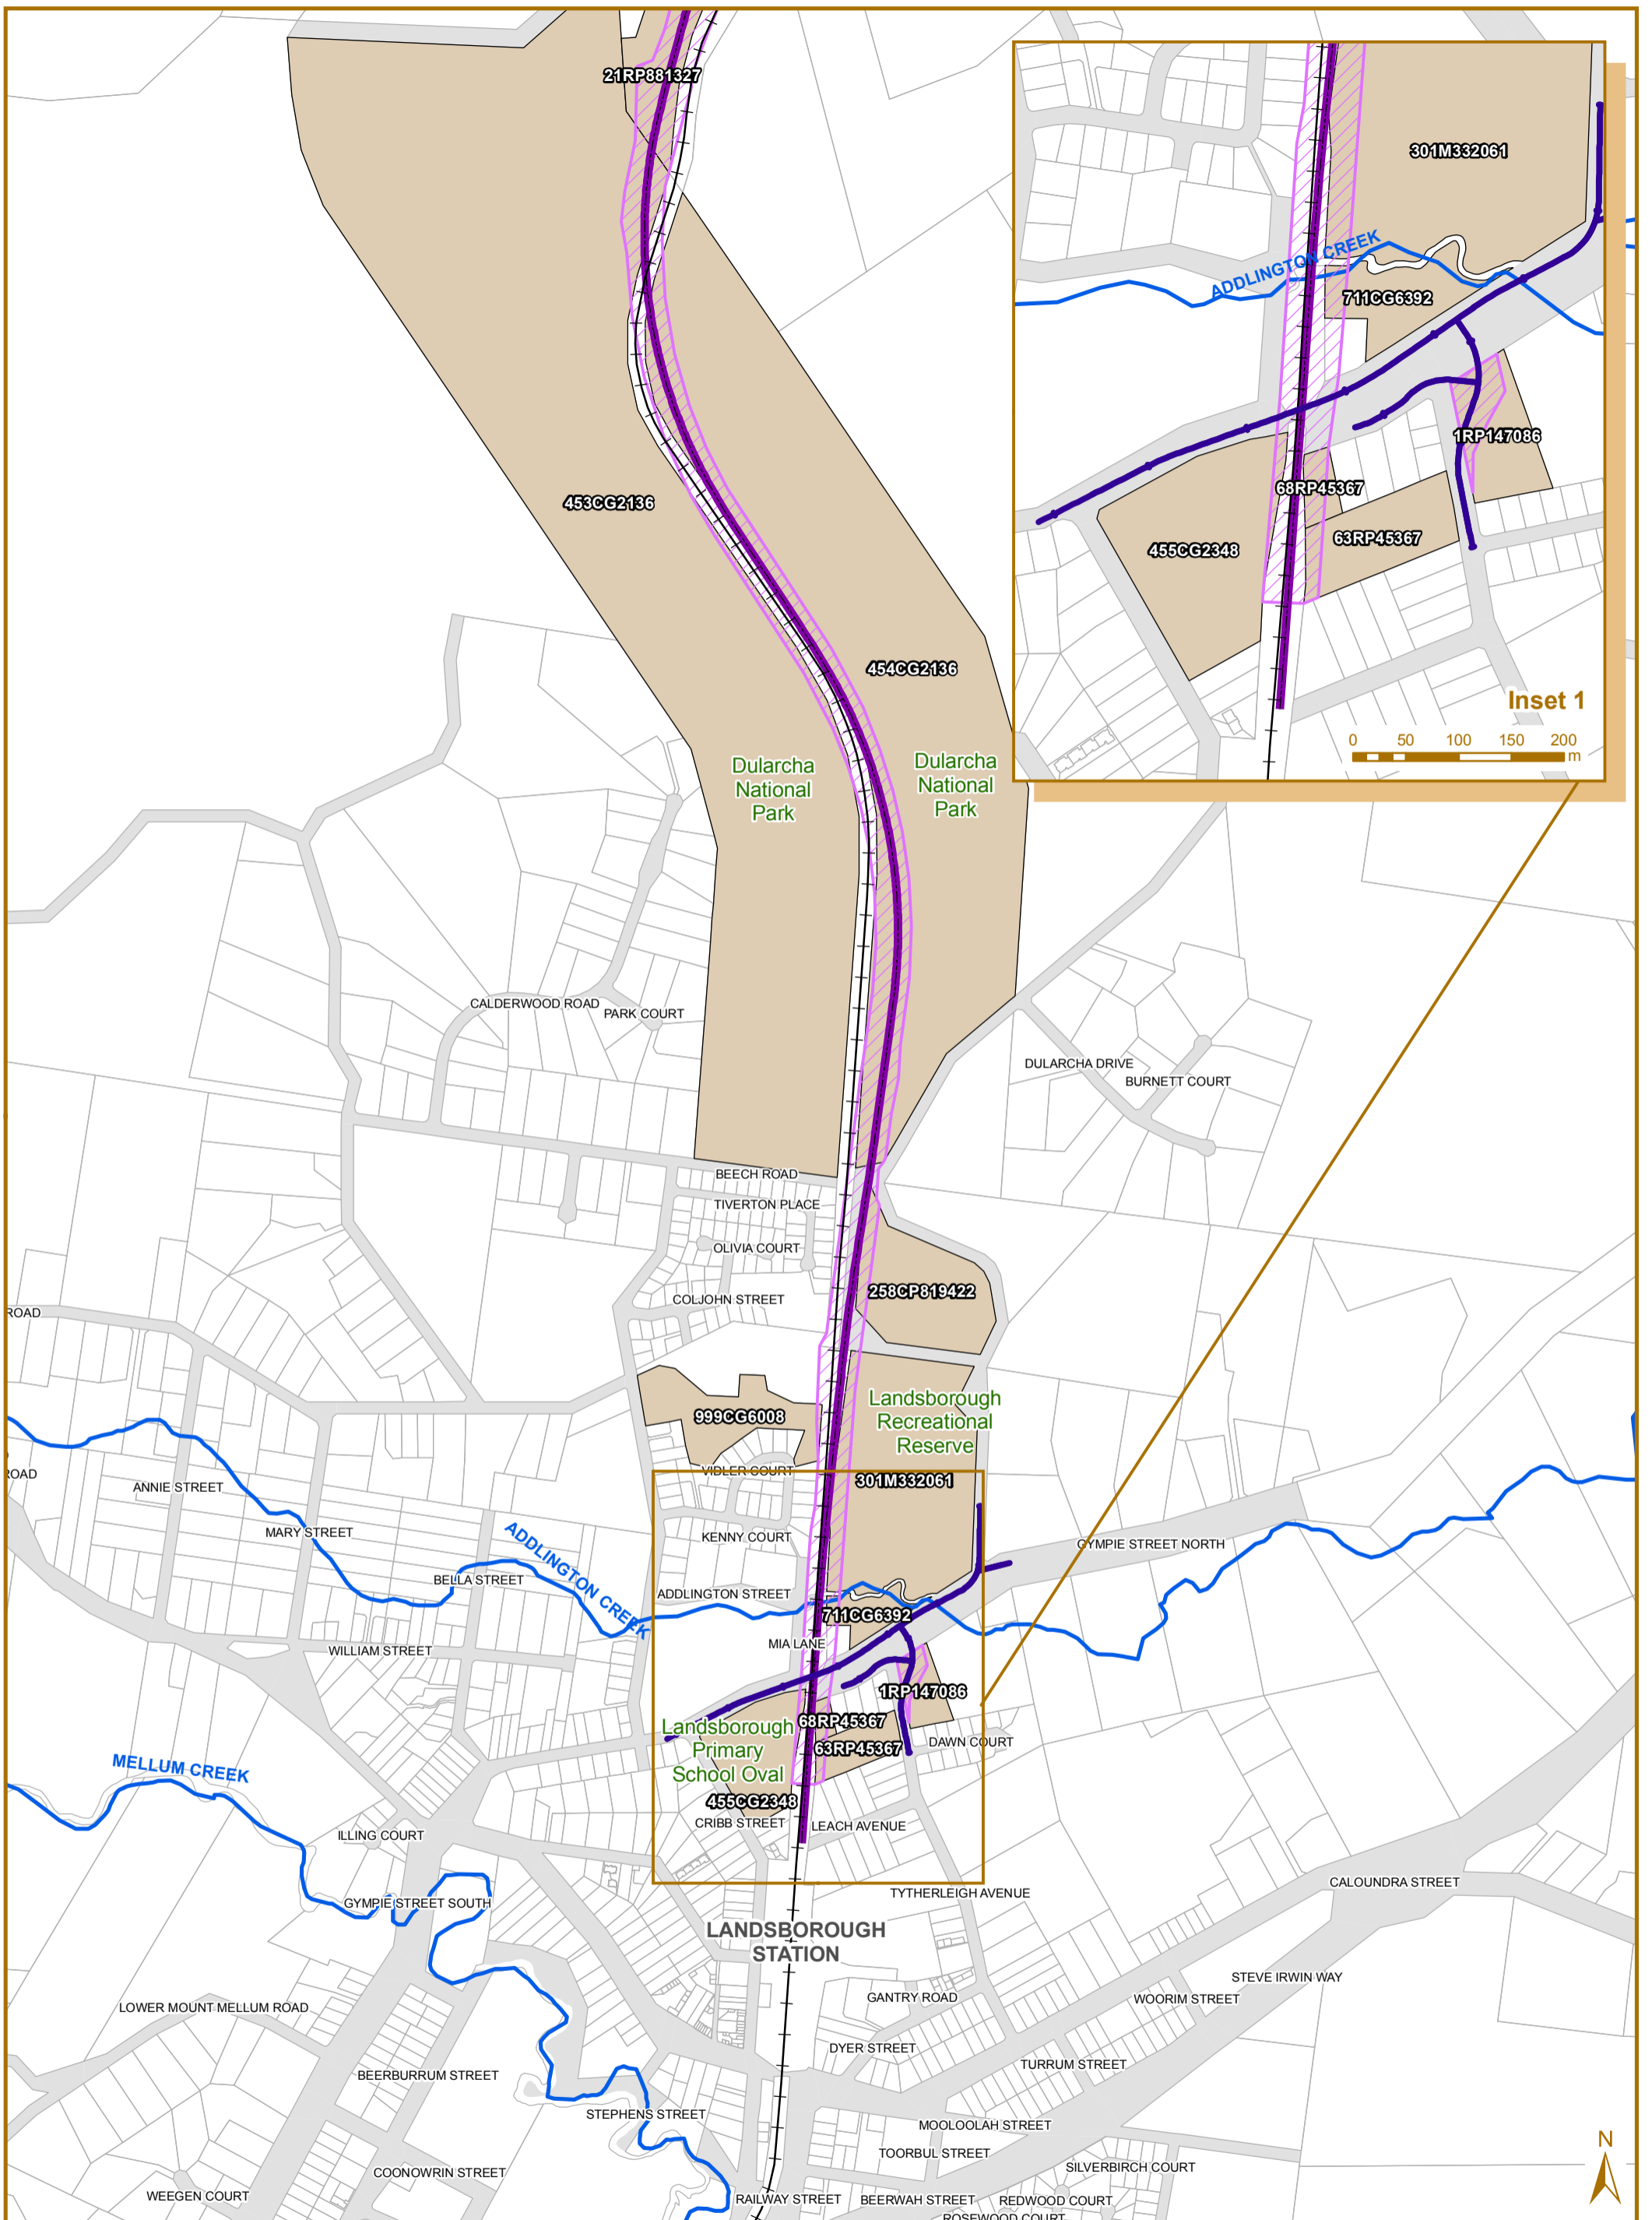 21RP881327
301M332061
ADDLINGTON CREEK
711CG6392
1RP147086
68RP45367
63RP45367
455CG2348
Inset 1
0 50 100 150 200
m
453CG2136
454CG2136
Dularcha
National
Park
Dularcha
National
Park
CALDERWOOD ROAD
PARK COURT
DULARCHA DRIVE
BURNETT COURT
BEECH ROAD
TIVERTON PLACE
OLIVIA COURT
258CP819422
COLJOHN STREET
ROAD
Landsborough
Recreational
Reserve
999CG6008
VIDLER COURT
301M332061
ROAD
ANNIE STREET
MARY STREET
ADDLINGTON CREEK
KENNY COURT
GYMPIE STREET NORTH
BELLA STREET
ADDLINGTON STREET
711CG6392
MIA LANE
WILLIAM STREET
1RP147086
68RP45367
Landsborough
Primary
School Oval
63RP45367
DAWN COURT
MELLUM CREEK
455CG2348
CRIBB STREET
LEACH AVENUE
ILLING COURT
CALOUNDRA STREET
TYTHERLEIGH AVENUE
GYMPIE STREET SOUTH
LANDSBOROUGH
STATION
STEVE IRWIN WAY
GANTRY ROAD
WOORIM STREET
LOWER MOUNT MELLUM ROAD
DYER STREET
TURRUM STREET
BEERBURRUM STREET
STEPHENS STREET
MOOLOOLAH STREET
N
TOORBUL STREET
SILVERBIRCH COURT
COONOWRIN STREET
WEEGEN COURT
RAILWAY STREET
BEERWAH STREET
REDWOOD COURT
ROSEWOOD COURT